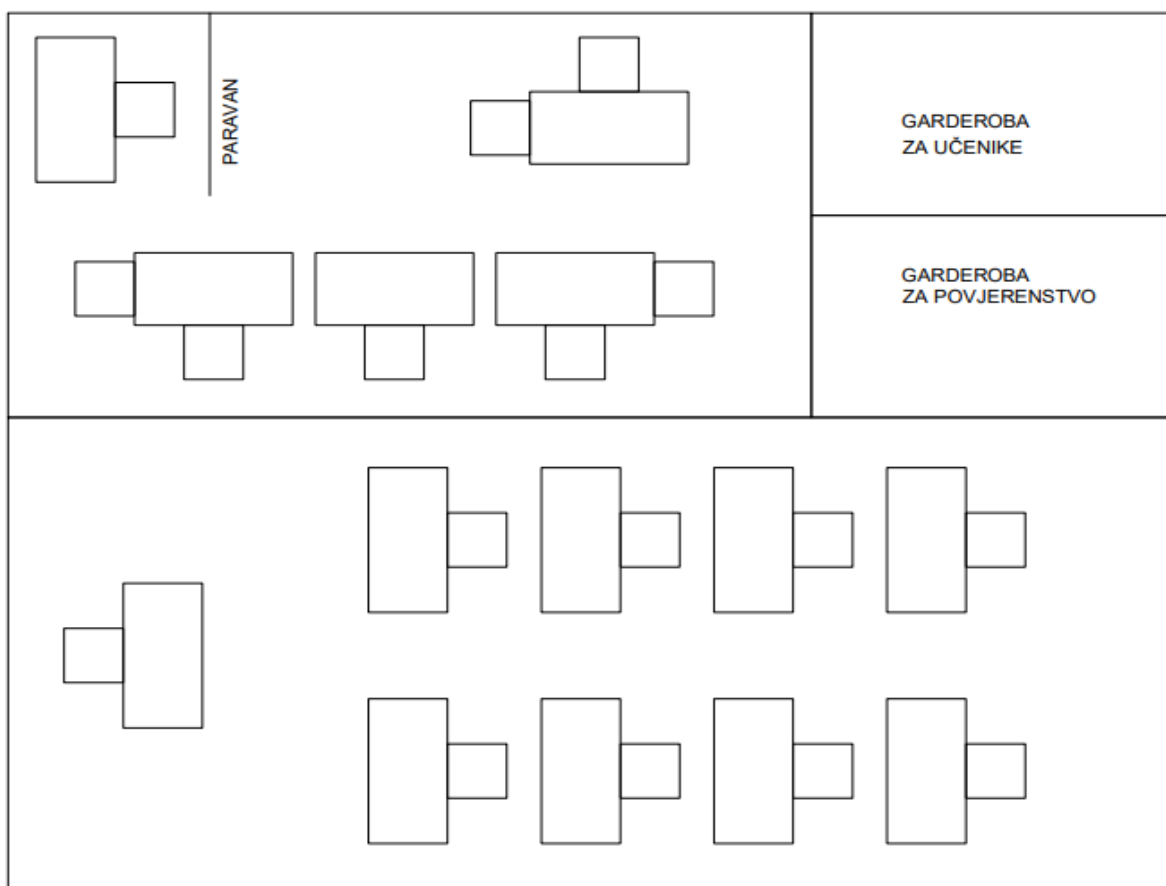 PARAVAN
GARDEROBA
ZA UČENIKE
GARDEROBA
ZA POVJERENSTVO